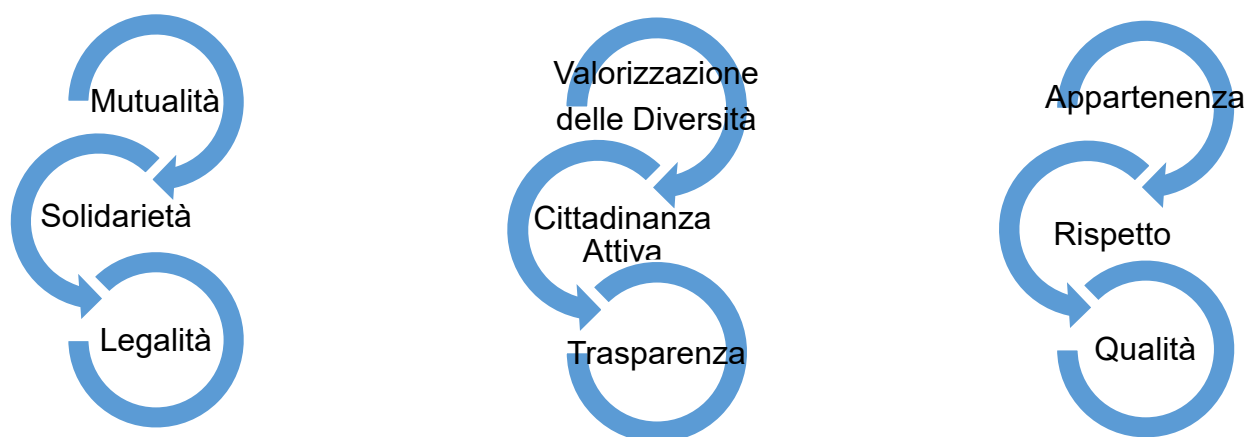 Mutualità
Solidarietà
Legalità
Valorizzazione
delle Diversità
Cittadinanza
Attiva
Trasparenza
Appartenenza
Rispetto
Qualità